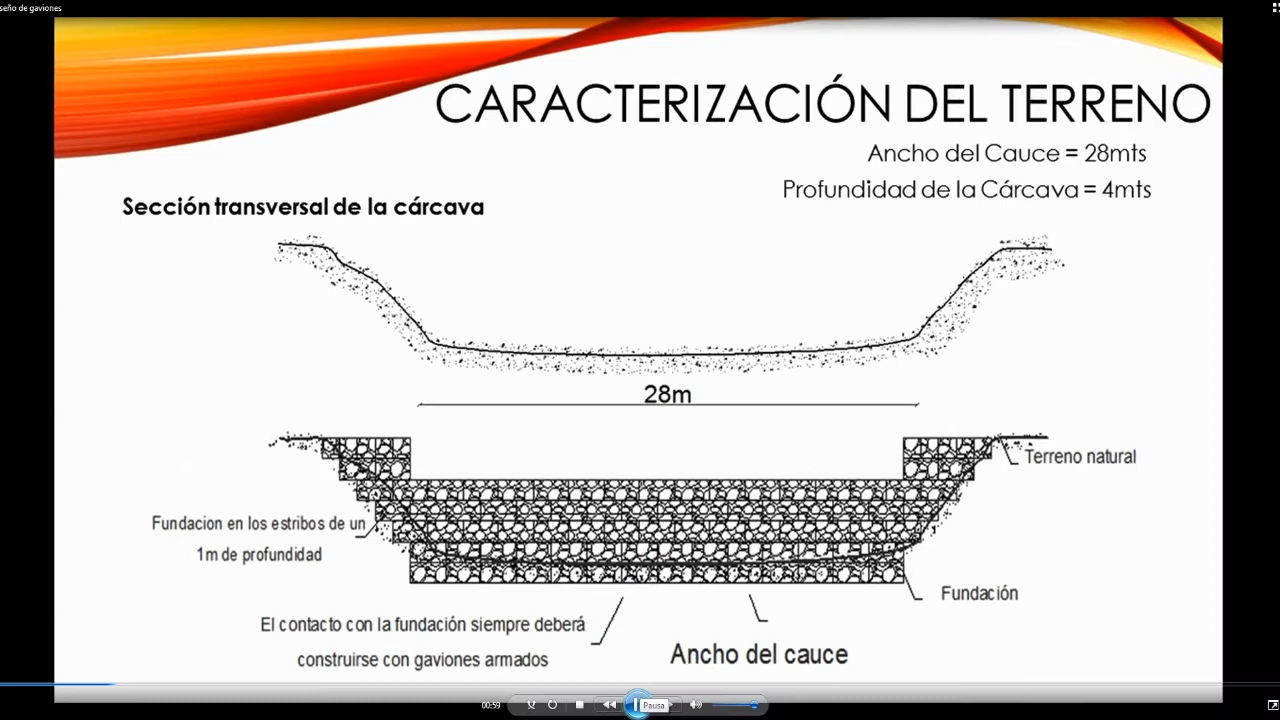 seño de gaviones
CARACTERIZACIÓN DEL TERRENO
Ancho del Cauce = 28mts
Profundidad de la Cárcava = 4mts
Sección transversal de la cárcava
28m
Terreno natural
Fundacion en los estribos de un
1m de profundidad
Fundación
El contacto con la fundación siempre deberá
construirse con gaviones armados
Ancho del cauce
00:59
Pausa